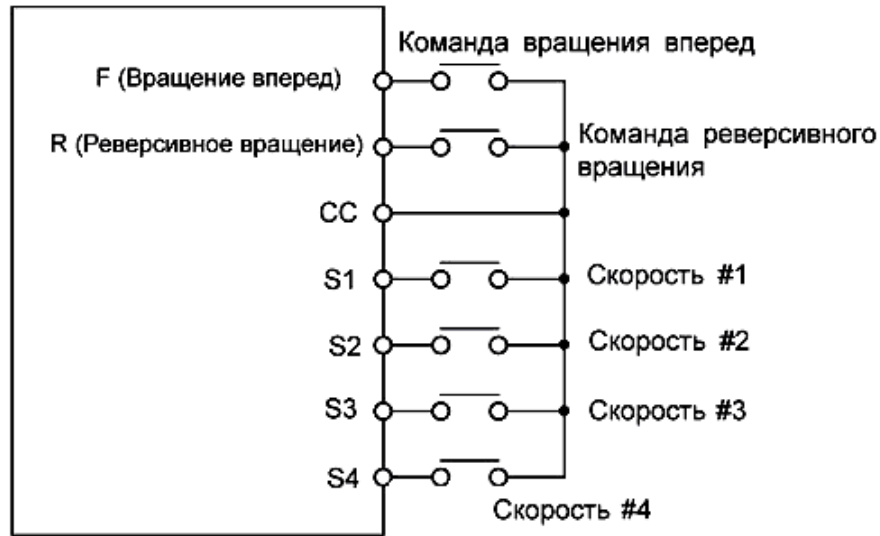 Команда вращения вперед
F (Вращение вперед)
R (Реверсивное вращение)
Команда реверсивного
вращения
CC
S1
Скорость #1
S2
Скорость #2
S3
Скорость #3
S4
Скорость #4